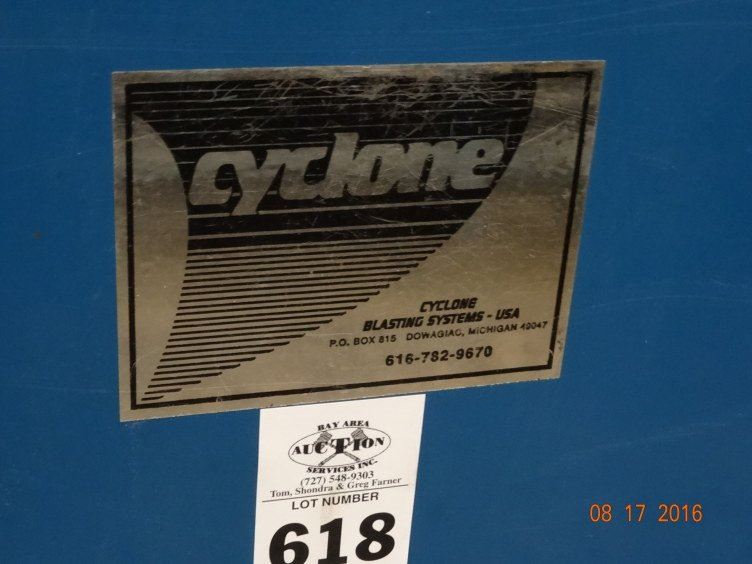 cyclone
CYCLONE
BLASTING SYSTEMS - USA
P.O. BOX 815 DOWAGIAC, MICHIGAN 49047
616-782-9670
BAY AREA
AUCTION
SERVICES INC.
(727) 548-9303
Tom, Shondra & Greg Farner
LOT NUMBER
618
08 17 2016